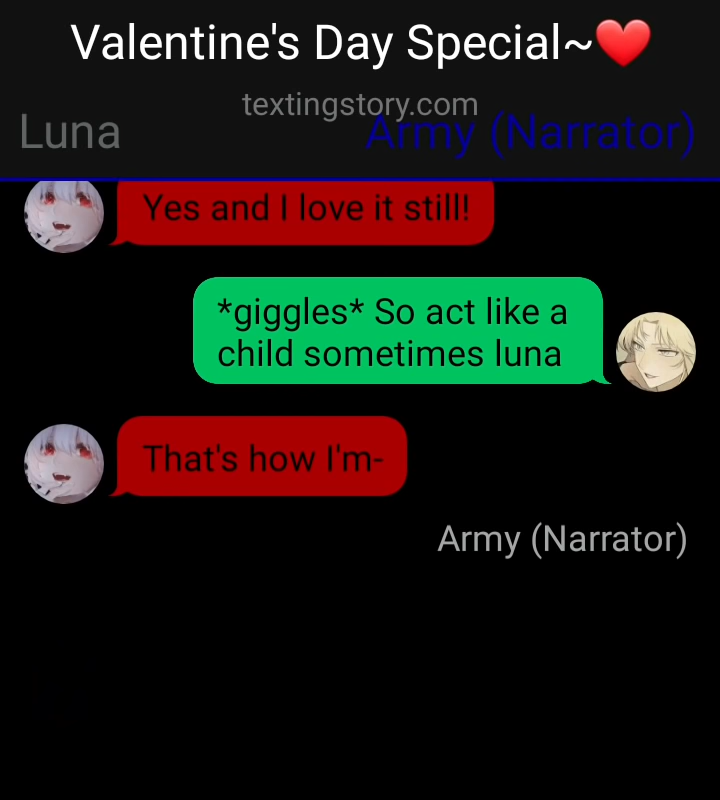 Valentine's Day Special~❤️
textingstory.com
Luna
Army (Narrator)
Yes and I love it still!
*giggles* So act like a
child sometimes luna
That's how I'm-
Army (Narrator)